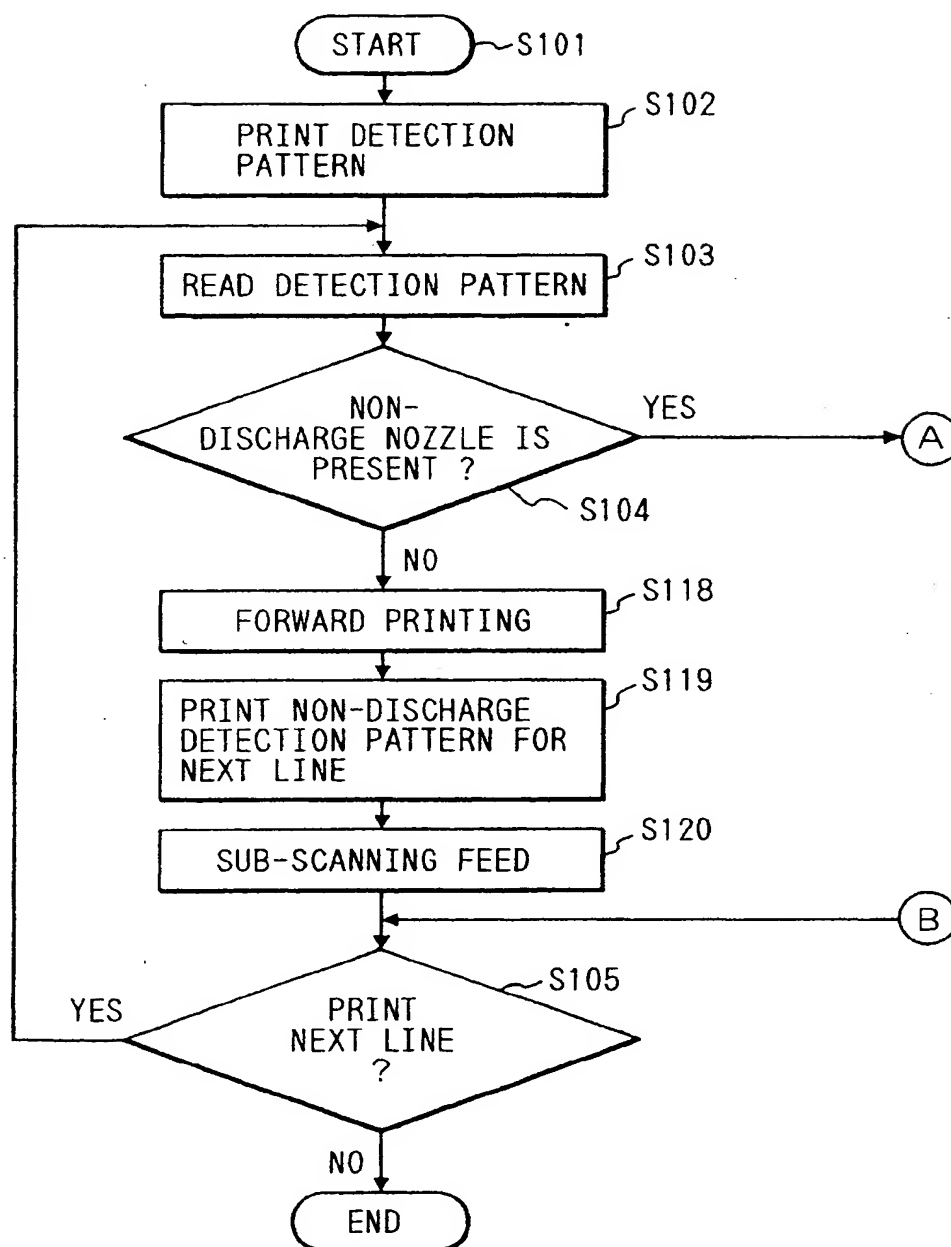 START
S101
S102
PRINT DETECTION
PATTERN
S103
READ DETECTION PATTERN
NON-
DISCHARGE NOZZLE IS
PRESENT ?
YES
A
S104
NO
S118
FORWARD PRINTING
S119
PRINT NON-DISCHARGE
DETECTION PATTERN FOR
NEXT LINE
S120
SUB-SCANNING FEED
B
S105
YES
PRINT
NEXT LINE
?
NO
END